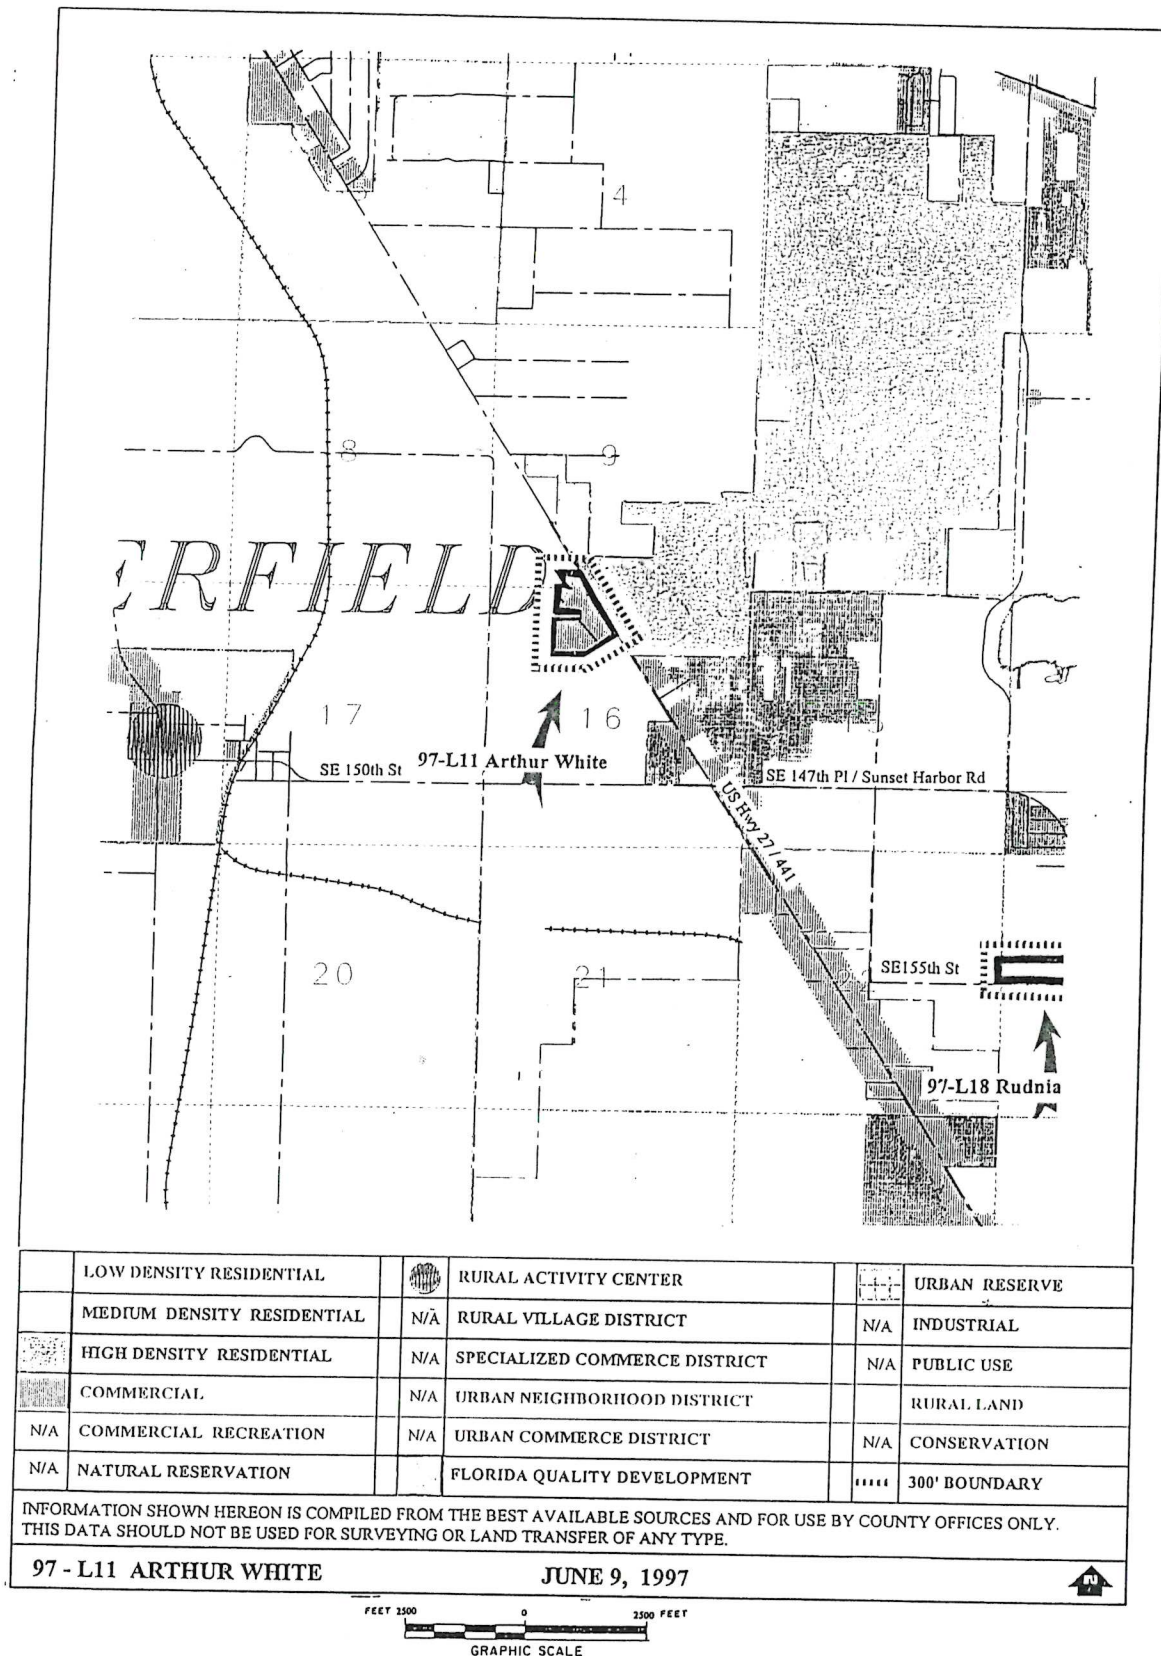 4
8
9
ERFIELD
17
16
97-L11 Arthur White
SE 150th St
SE 147th Pl / Sunset Harbor Rd
US Hwy 27 / 441
20
21
SE155th St
97-L18 Rudnia
LOW DENSITY RESIDENTIAL
RURAL ACTIVITY CENTER
URBAN RESERVE
MEDIUM DENSITY RESIDENTIAL
N/A RURAL VILLAGE DISTRICT
N/A INDUSTRIAL
HIGH DENSITY RESIDENTIAL
N/A SPECIALIZED COMMERCE DISTRICT
N/A PUBLIC USE
COMMERCIAL
N/A URBAN NEIGHBORHOOD DISTRICT
RURAL LAND
N/A COMMERCIAL RECREATION
N/A URBAN COMMERCE DISTRICT
N/A CONSERVATION
N/A NATURAL RESERVATION
FLORIDA QUALITY DEVELOPMENT
300' BOUNDARY
INFORMATION SHOWN HEREON IS COMPILED FROM THE BEST AVAILABLE SOURCES AND FOR USE BY COUNTY OFFICES ONLY.
THIS DATA SHOULD NOT BE USED FOR SURVEYING OR LAND TRANSFER OF ANY TYPE.
97 - L11 ARTHUR WHITE JUNE 9, 1997
FEET 2500 0 2500 FEET
GRAPHIC SCALE